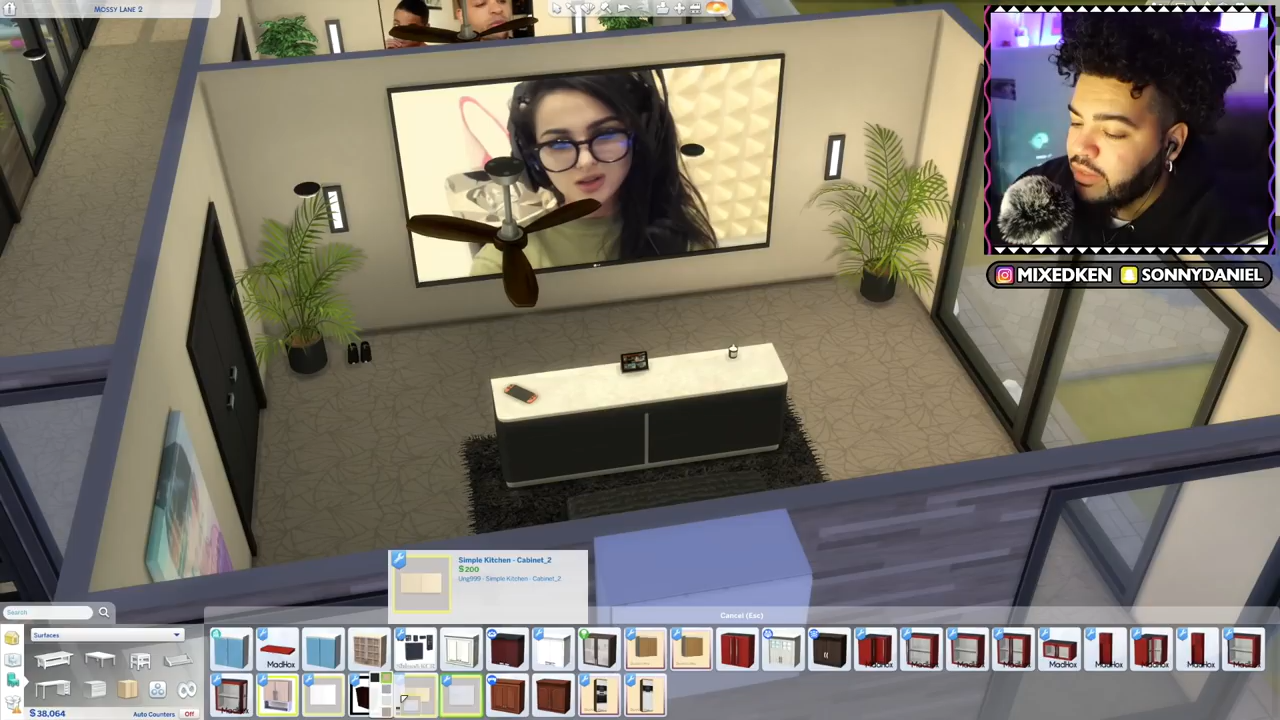 MOSSY LANE 2
MIXEDKEN SONNYDANIEL
Simple Kitchen - Cabinet_2
$200
Ling999 - Simple Kitchen - Cabinet_2
Cancel (Esc)
Search
Surfaces
MadHox
MadHox
MadHox
MadHox
MadHox
MadHox
MadHox
$38,064
Auto Counters Off